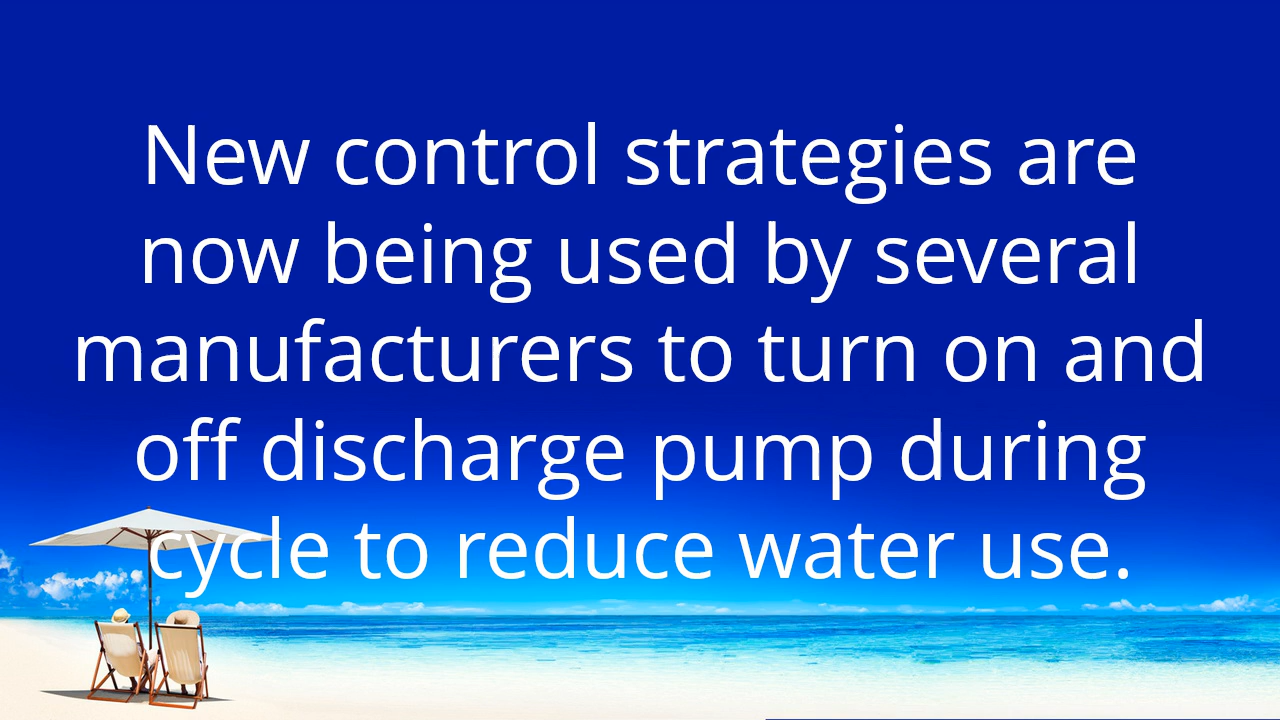 New control strategies are
now being used by several
manufacturers to turn on and
off discharge pump during
cycle to reduce water use.